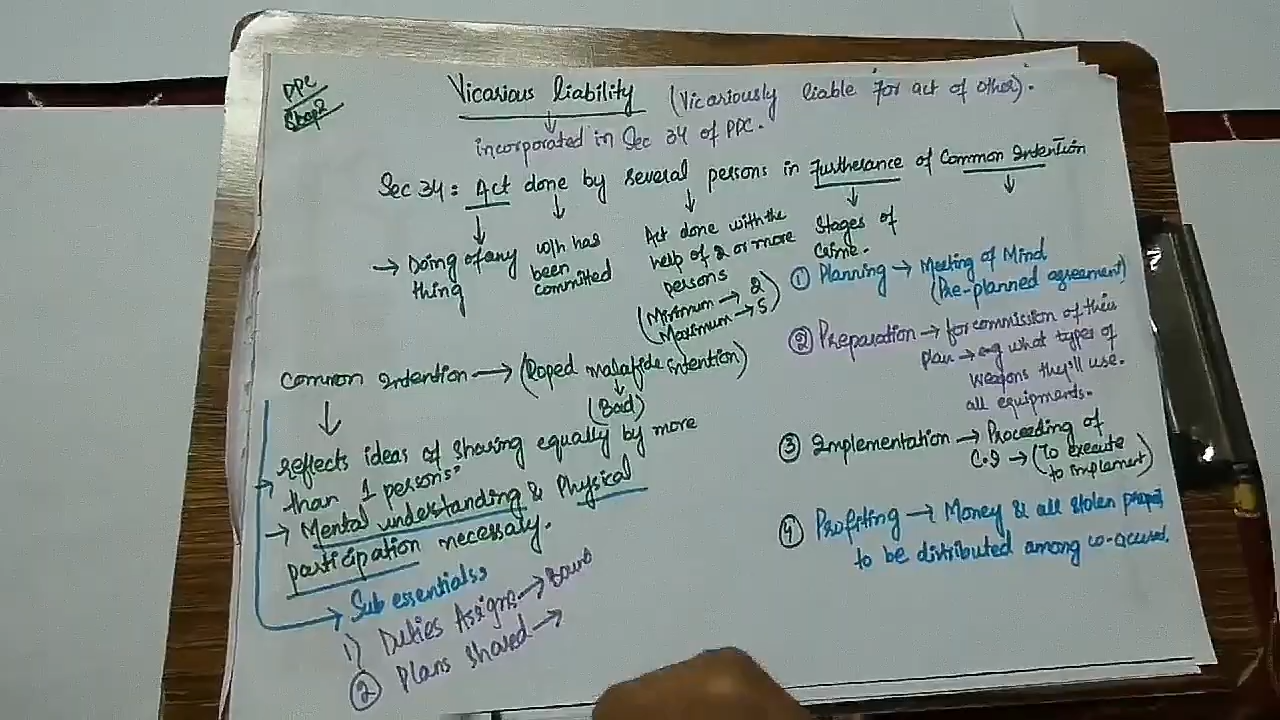 PPC
Chap 2
Vicarious liability (Vicariously liable for act of other).
incorporated in Sec 34 of PPC.
Sec 34: Act done by several persons in furtherance of Common Intention
→ Doing of any thing
w/h has been committed
Act done with the help of 2 or more persons
(Minimum → 2
Maximum → 5)
Stages of Crime.
① Planning → Meeting of Mind
(Pre-planned agreement)
② Preparation → for commission of their
plan → eg what types of
weapons they'll use.
all equipments.
③ Implementation → Proceeding of
C.I → (To execute
to implement)
④ Profiting → Money & all stolen
to be distributed among co-accused.
Common Intention → (Roped malafide intention)
(Bad)
→ reflects ideas of sharing equally by more
than 1 persons"
→ Mental understanding & Physical
participation necessary.
→ Sub essentials
1) Duties Assigns →
② Plans shared →